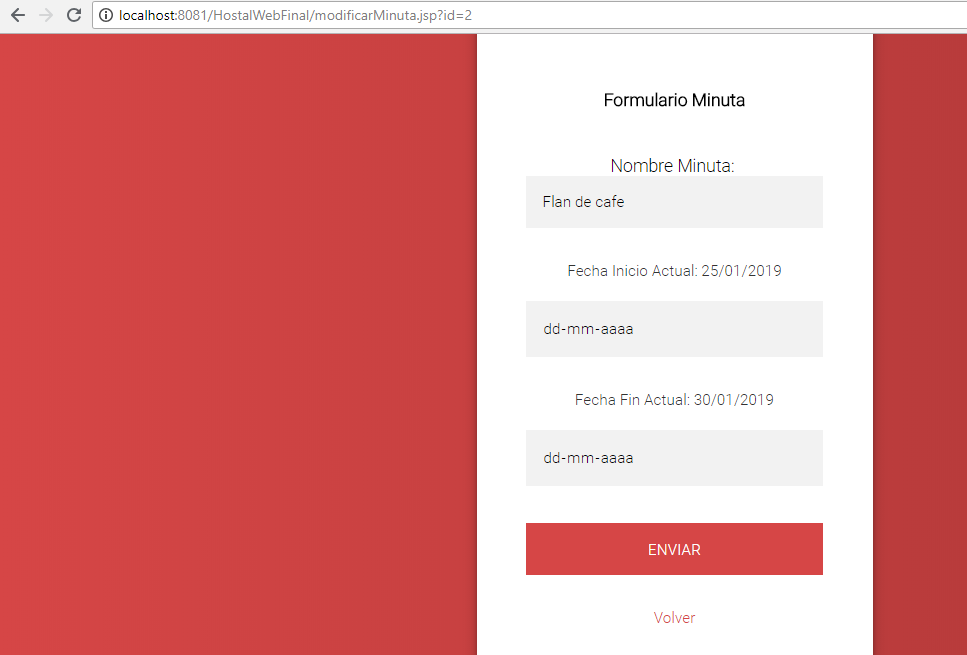 localhost:8081/HostalWebFinal/modificarMinuta.jsp?id=2
Formulario Minuta
Nombre Minuta:
Flan de cafe
Fecha Inicio Actual: 25/01/2019
dd-mm-aaaa
Fecha Fin Actual: 30/01/2019
dd-mm-aaaa
ENVIAR
Volver